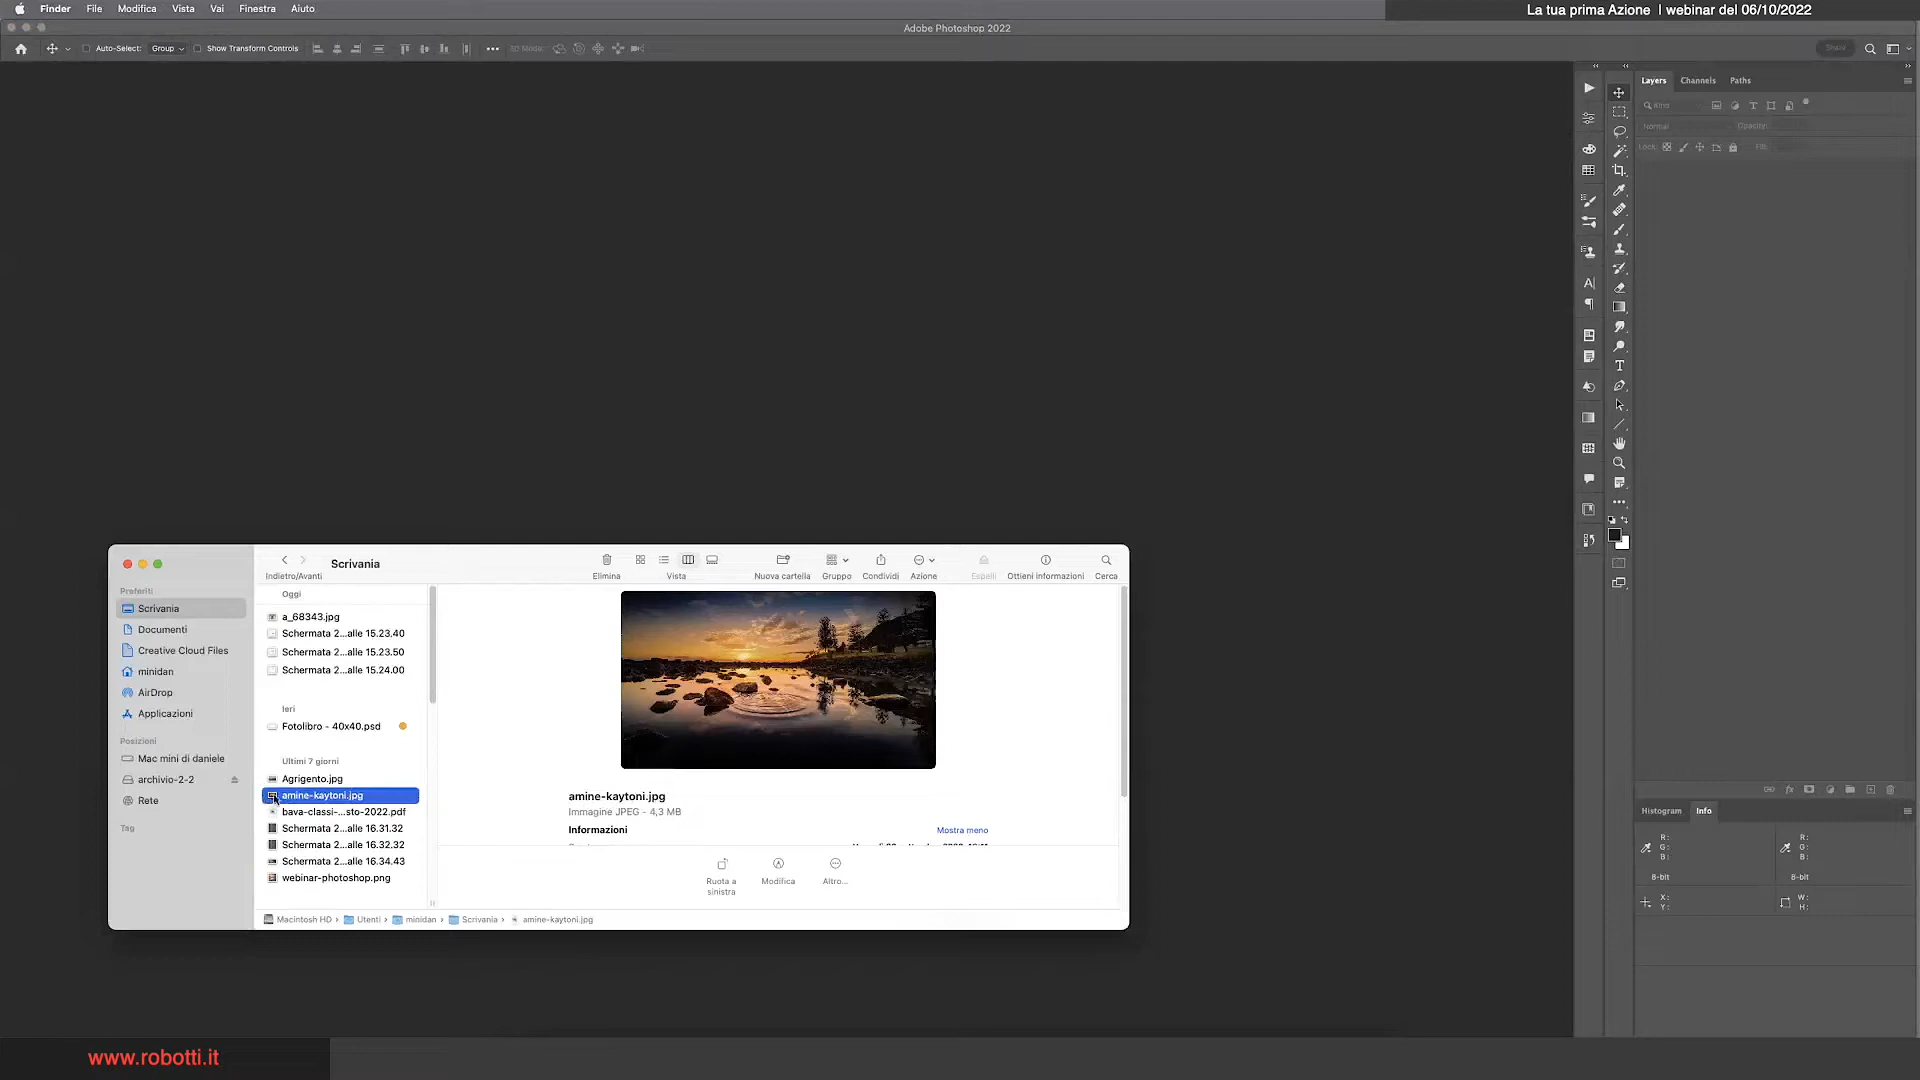 Finder File Modifica Vista Vai Finestra Aiuto
La tua prima Azione | webinar del 06/10/2022
Adobe Photoshop 2022
Auto-Select: Group Show Transform Controls 3D Mode: Share
Layers Channels Paths
Kind
Normal Opacity:
Lock: Fill:
Scrivania
Indietro/Avanti Elimina Vista Nuova cartella Gruppo Condividi Azione Espelli Ottieni informazioni Cerca
Preferiti
Scrivania
Documenti
Creative Cloud Files
minidan
AirDrop
Applicazioni
Posizioni
Mac mini di daniele
archivio-2-2
Rete
Tag
Oggi
a_68343.jpg
Schermata 2...alle 15.23.40
Schermata 2...alle 15.23.50
Schermata 2...alle 15.24.00
Ieri
Fotolibro - 40x40.psd
Ultimi 7 giorni
Agrigento.jpg
amine-kaytoni.jpg
bava-classi-...sto-2022.pdf
Schermata 2...alle 16.31.32
Schermata 2...alle 16.32.32
Schermata 2...alle 16.34.43
webinar-photoshop.png
amine-kaytoni.jpg
Immagine JPEG - 4,3 MB
Informazioni Mostra meno
Ruota a sinistra Modifica Altro...
Macintosh HD › Utenti › minidan › Scrivania › amine-kaytoni.jpg
Histogram Info
R: R:
G: G:
B: B:
8-bit 8-bit
X: W:
Y: H:
www.robotti.it